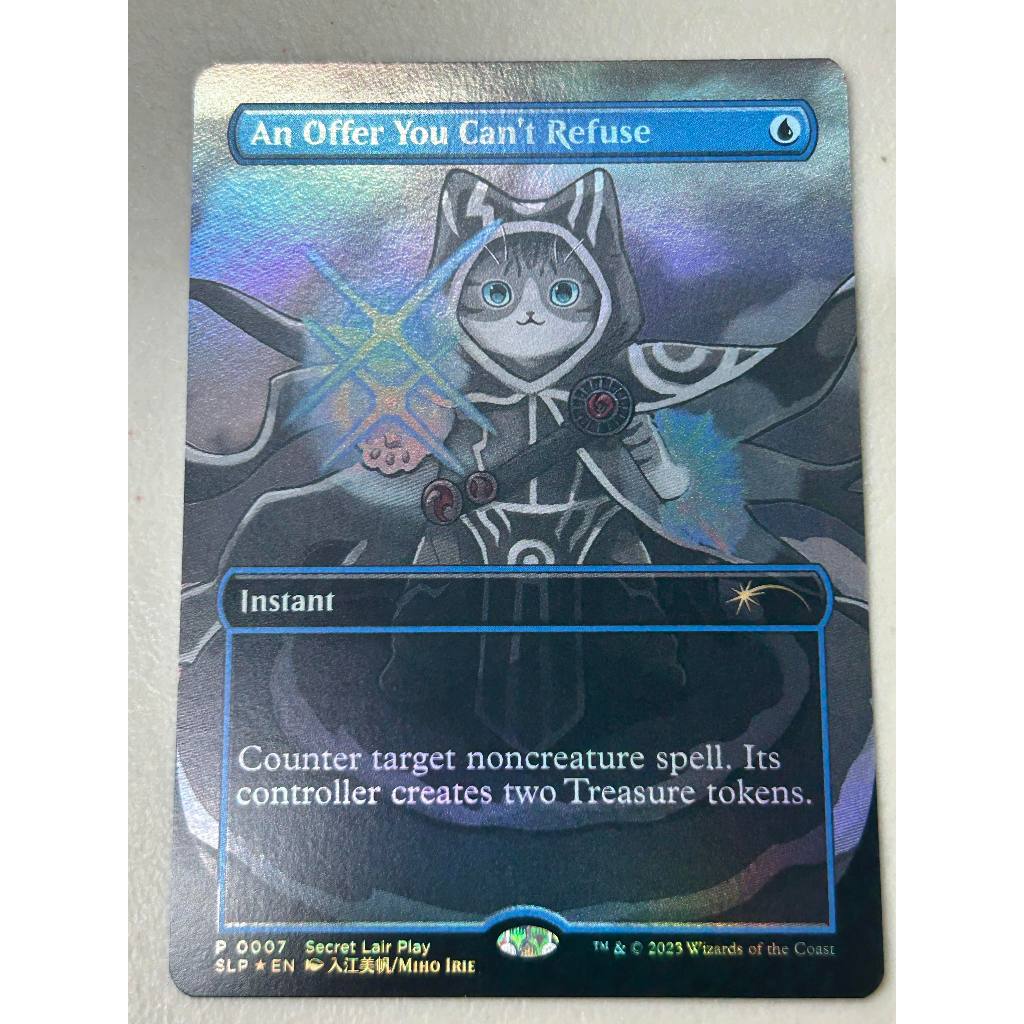 An Offer You Can't Refuse
Instant
Counter target noncreature spell. Its
controller creates two Treasure tokens.
P 0007 Secret Lair Play
SLP ★ EN 入江美帆/Miho Irie
™ & © 2023 Wizards of the Coast